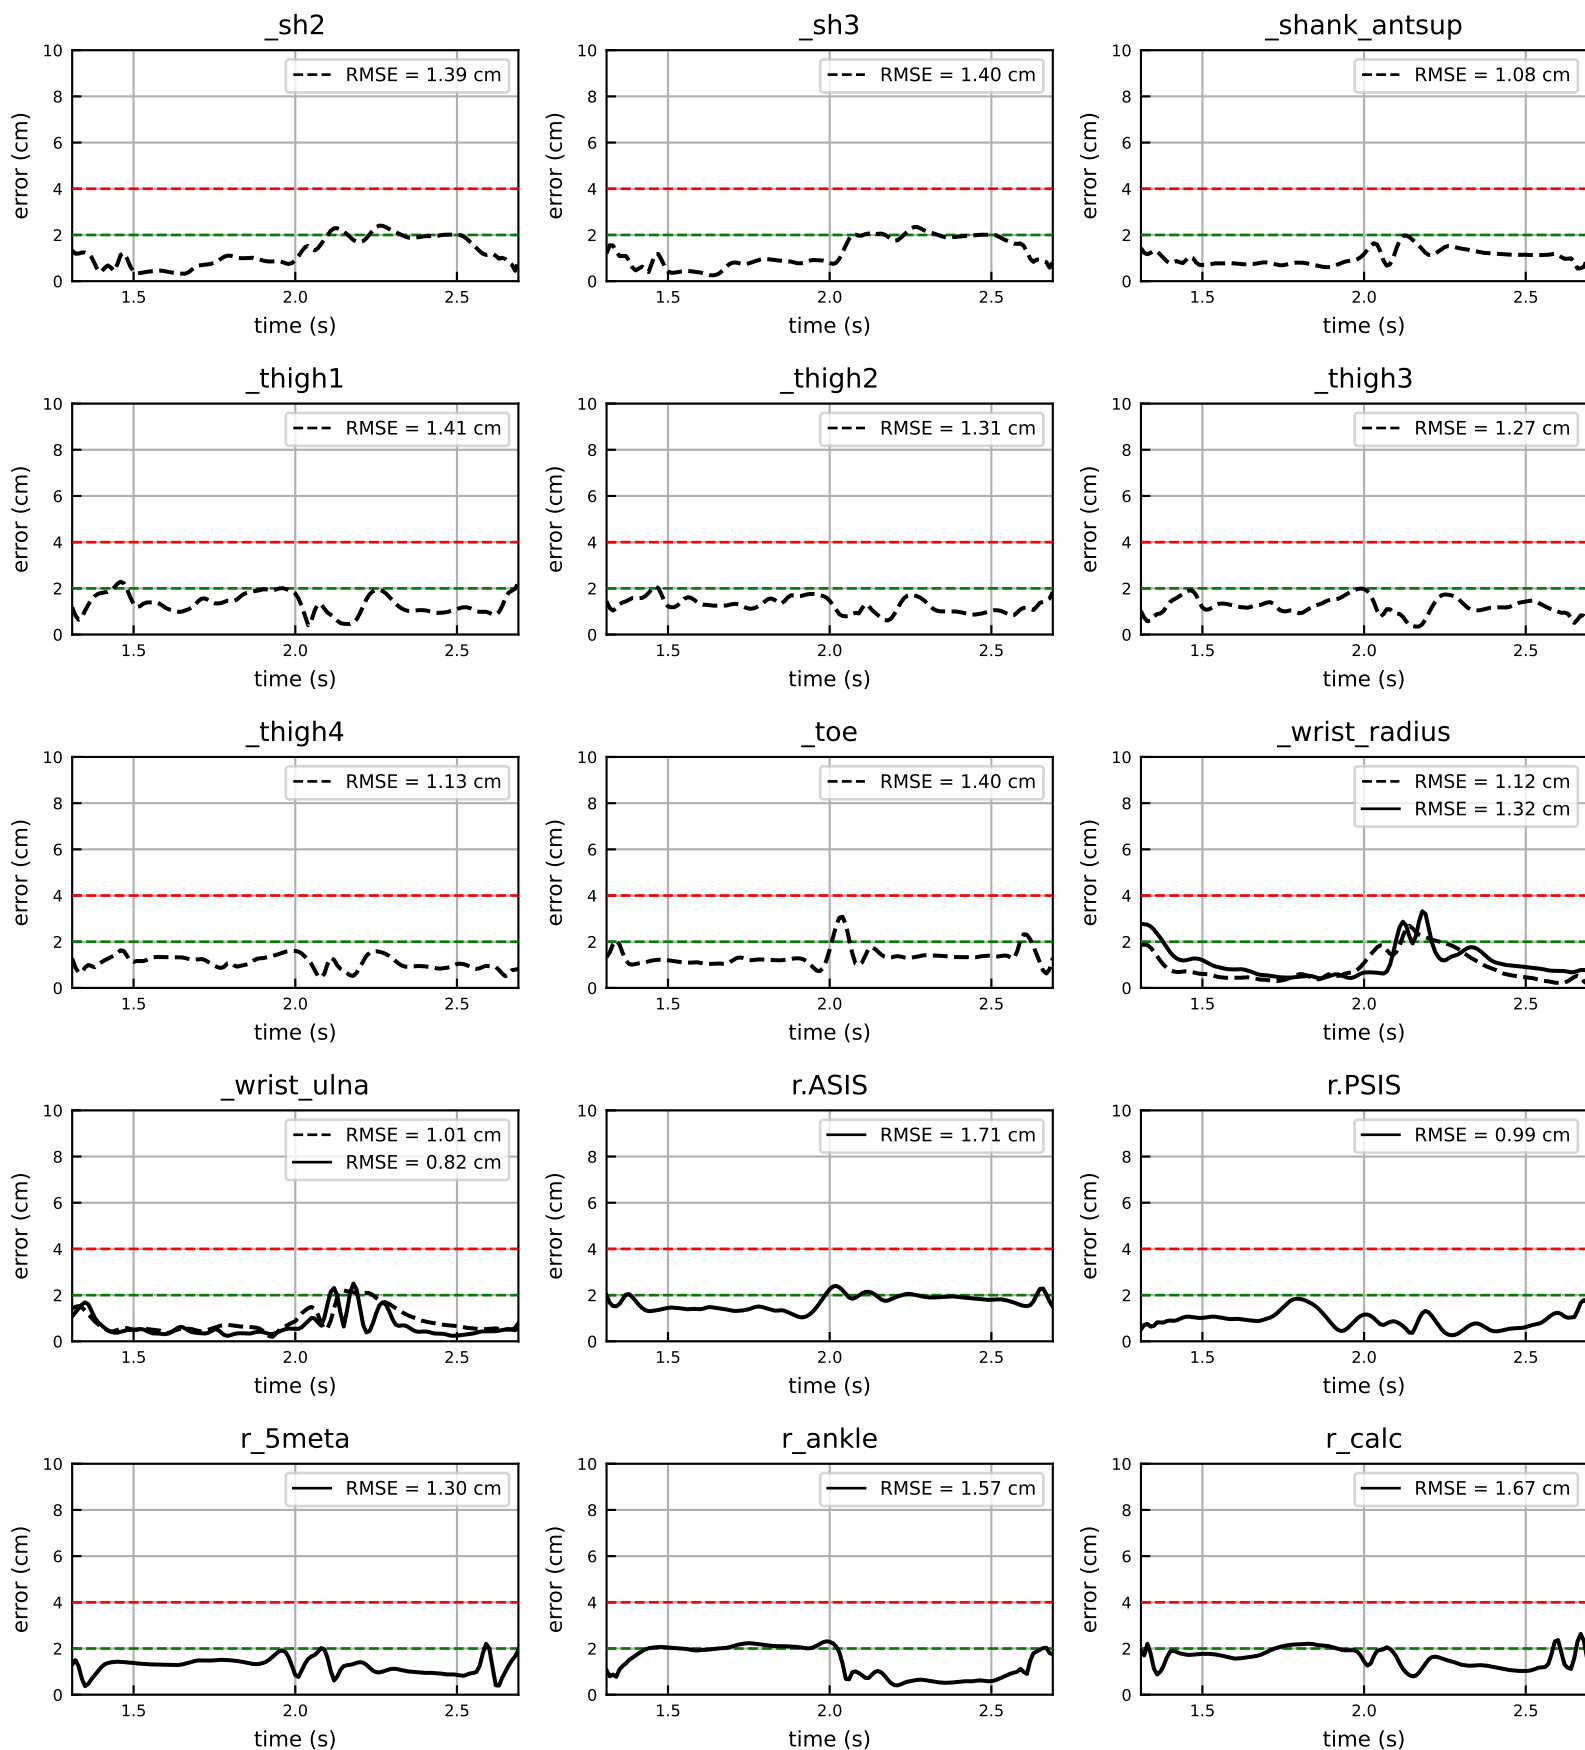 _sh2
_sh3
_shank_antsup
10
8
6
4
2
0
error (cm)
RMSE = 1.39 cm
1.5
2.0
2.5
time (s)
10
8
6
4
2
0
error (cm)
RMSE = 1.40 cm
1.5
2.0
2.5
time (s)
10
8
6
4
2
0
error (cm)
RMSE = 1.08 cm
1.5
2.0
2.5
time (s)
_thigh1
_thigh2
_thigh3
10
8
6
4
2
0
error (cm)
RMSE = 1.41 cm
1.5
2.0
2.5
time (s)
10
8
6
4
2
0
error (cm)
RMSE = 1.31 cm
1.5
2.0
2.5
time (s)
10
8
6
4
2
0
error (cm)
RMSE = 1.27 cm
1.5
2.0
2.5
time (s)
_thigh4
_toe
_wrist_radius
10
8
6
4
2
0
error (cm)
RMSE = 1.13 cm
1.5
2.0
2.5
time (s)
10
8
6
4
2
0
error (cm)
RMSE = 1.40 cm
1.5
2.0
2.5
time (s)
10
8
6
4
2
0
error (cm)
RMSE = 1.12 cm
RMSE = 1.32 cm
1.5
2.0
2.5
time (s)
_wrist_ulna
r.ASIS
r.PSIS
10
8
6
4
2
0
error (cm)
RMSE = 1.01 cm
RMSE = 0.82 cm
1.5
2.0
2.5
time (s)
10
8
6
4
2
0
error (cm)
RMSE = 1.71 cm
1.5
2.0
2.5
time (s)
10
8
6
4
2
0
error (cm)
RMSE = 0.99 cm
1.5
2.0
2.5
time (s)
r_5meta
r_ankle
r_calc
10
8
6
4
2
0
error (cm)
RMSE = 1.30 cm
1.5
2.0
2.5
time (s)
10
8
6
4
2
0
error (cm)
RMSE = 1.57 cm
1.5
2.0
2.5
time (s)
10
8
6
4
2
0
error (cm)
RMSE = 1.67 cm
1.5
2.0
2.5
time (s)